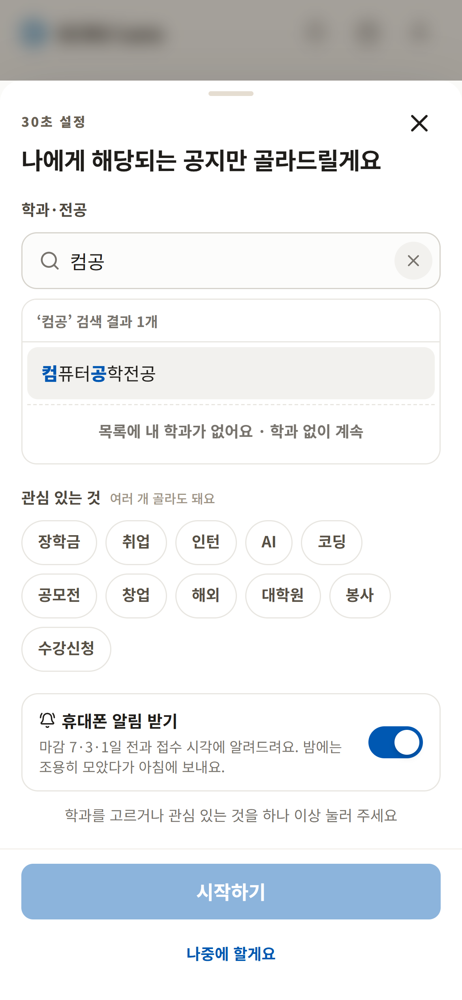 30초 설정
나에게 해당되는 공지만 골라드릴게요
학과·전공
컴공
‘컴공’ 검색 결과 1개
컴퓨터공학전공
목록에 내 학과가 없어요 · 학과 없이 계속
관심 있는 것 여러 개 골라도 돼요
장학금 취업 인턴 AI 코딩
공모전 창업 해외 대학원 봉사
수강신청
휴대폰 알림 받기
마감 7·3·1일 전과 접수 시각에 알려드려요. 밤에는
조용히 모았다가 아침에 보내요.
학과를 고르거나 관심 있는 것을 하나 이상 눌러 주세요
시작하기
나중에 할게요